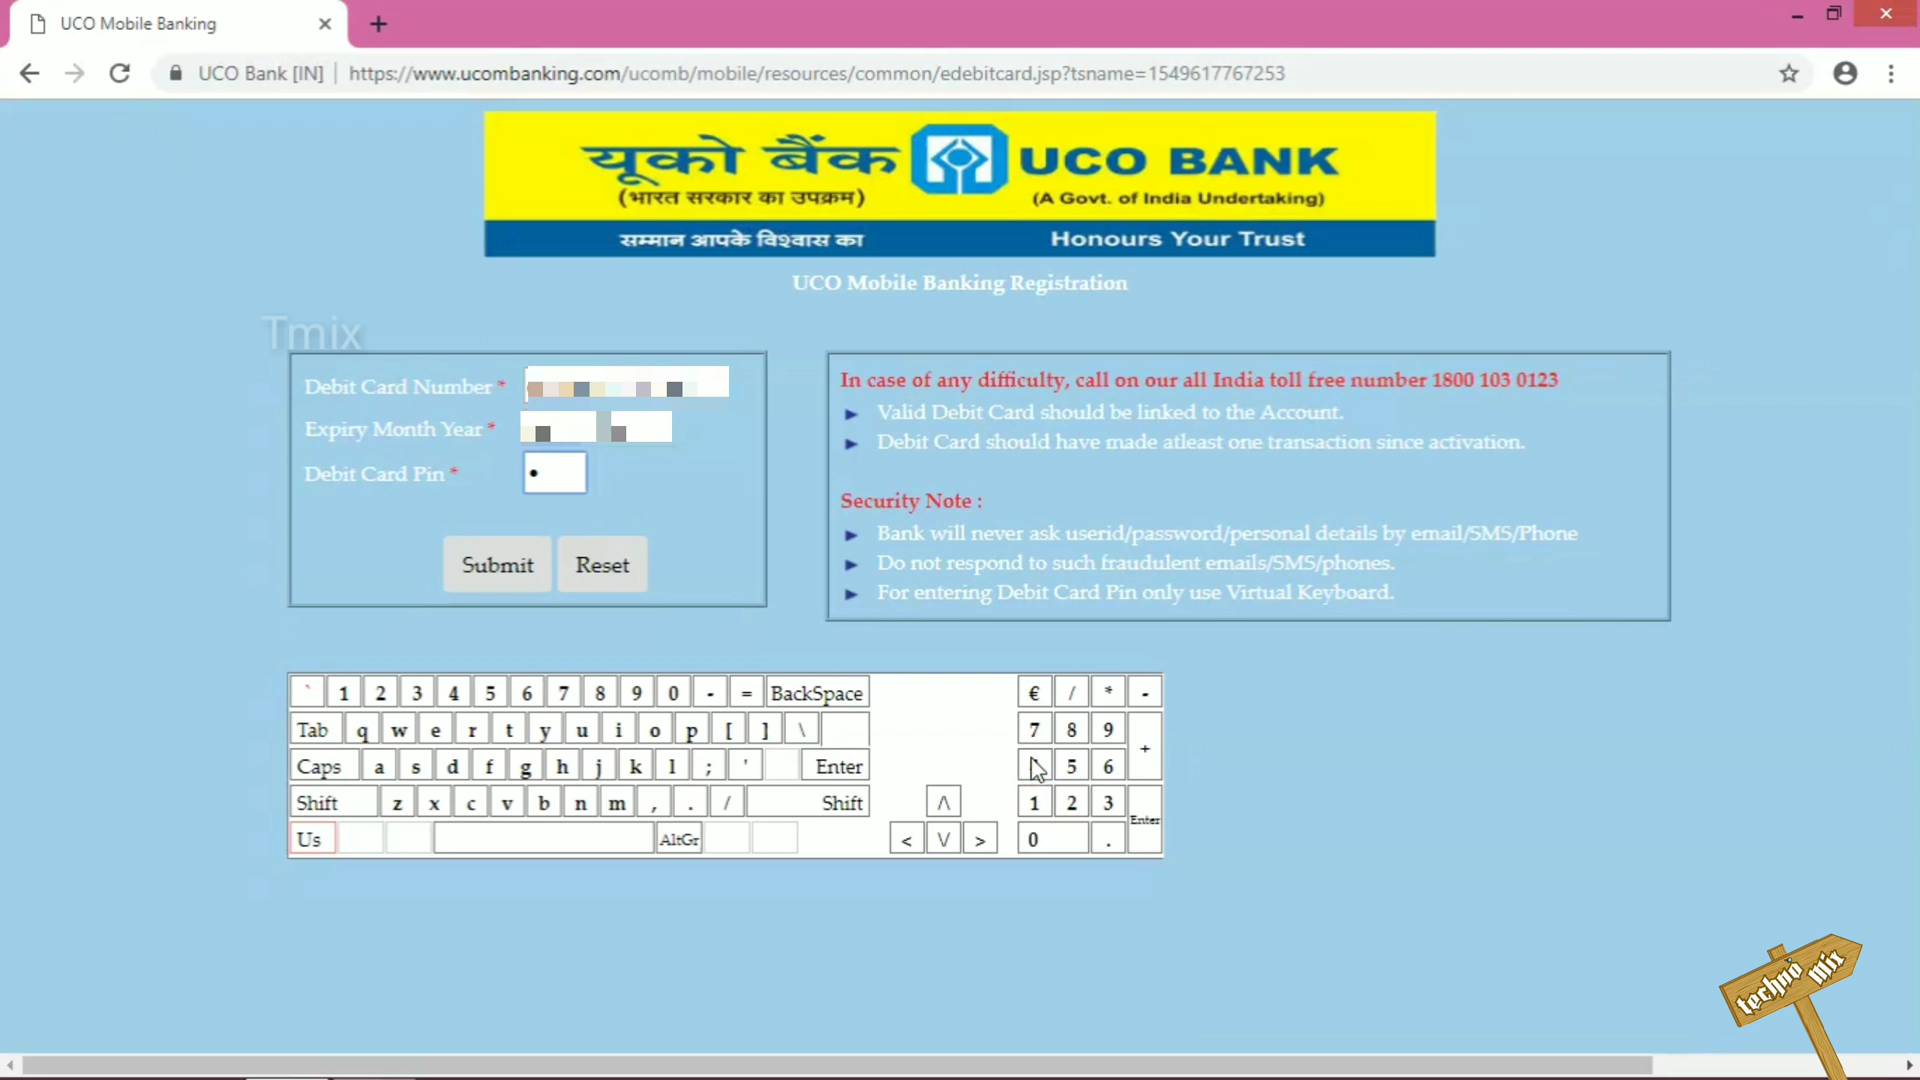 UCO Mobile Banking
UCO Bank [IN] https://www.ucombanking.com/ucomb/mobile/resources/common/edebitcard.jsp?tsname=1549617767253
यूको बैंक UCO BANK
(भारत सरकार का उपक्रम) (A Govt. of India Undertaking)
सम्मान आपके विश्वास का Honours Your Trust
UCO Mobile Banking Registration
Tmix
Debit Card Number *
Expiry Month Year *
Debit Card Pin *
Submit Reset
In case of any difficulty, call on our all India toll free number 1800 103 0123
Valid Debit Card should be linked to the Account.
Debit Card should have made atleast one transaction since activation.
Security Note :
Bank will never ask userid/password/personal details by email/SMS/Phone
Do not respond to such fraudulent emails/SMS/phones.
For entering Debit Card Pin only use Virtual Keyboard.
` 1 2 3 4 5 6 7 8 9 0 - = BackSpace € / * -
Tab q w e r t y u i o p [ ] \ 7 8 9 +
Caps a s d f g h j k l ; ' Enter 5 6
Shift z x c v b n m , . / Shift /\ 1 2 3 Enter
Us AltGr < \/ > 0 .
techno mix